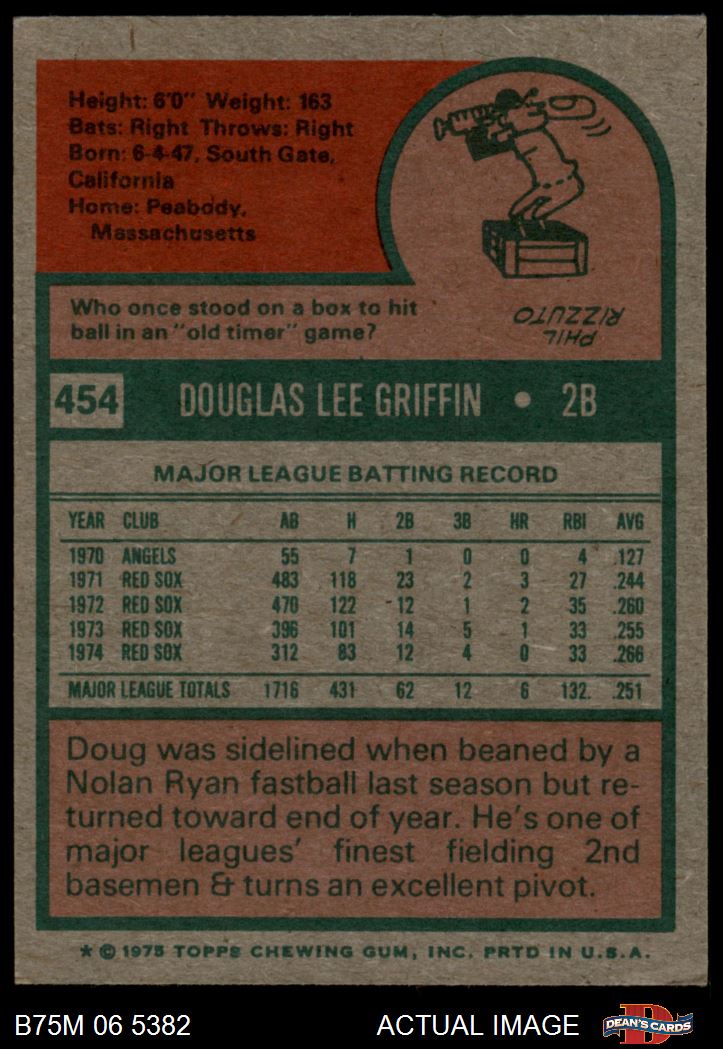 Height: 6'0" Weight: 163
Bats: Right Throws: Right
Born: 6-4-47, South Gate,
California
Home: Peabody,
Massachusetts
Who once stood on a box to hit
ball in an "old timer" game?
PHIL
RIZZUTO
454 DOUGLAS LEE GRIFFIN • 2B
MAJOR LEAGUE BATTING RECORD
YEAR CLUB AB H 2B 3B HR RBI AVG
1970 ANGELS 55 7 1 0 0 4 .127
1971 RED SOX 483 118 23 2 3 27 .244
1972 RED SOX 470 122 12 1 2 35 .260
1973 RED SOX 396 101 14 5 1 33 .255
1974 RED SOX 312 83 12 4 0 33 .266
MAJOR LEAGUE TOTALS 1716 431 62 12 6 132. .251
Doug was sidelined when beaned by a
Nolan Ryan fastball last season but re-
turned toward end of year. He's one of
major leagues' finest fielding 2nd
basemen & turns an excellent pivot.
* © 1975 TOPPS CHEWING GUM, INC. PRTD IN U.S.A.
B75M 06 5382 ACTUAL IMAGE
D
DEAN'S CARDS